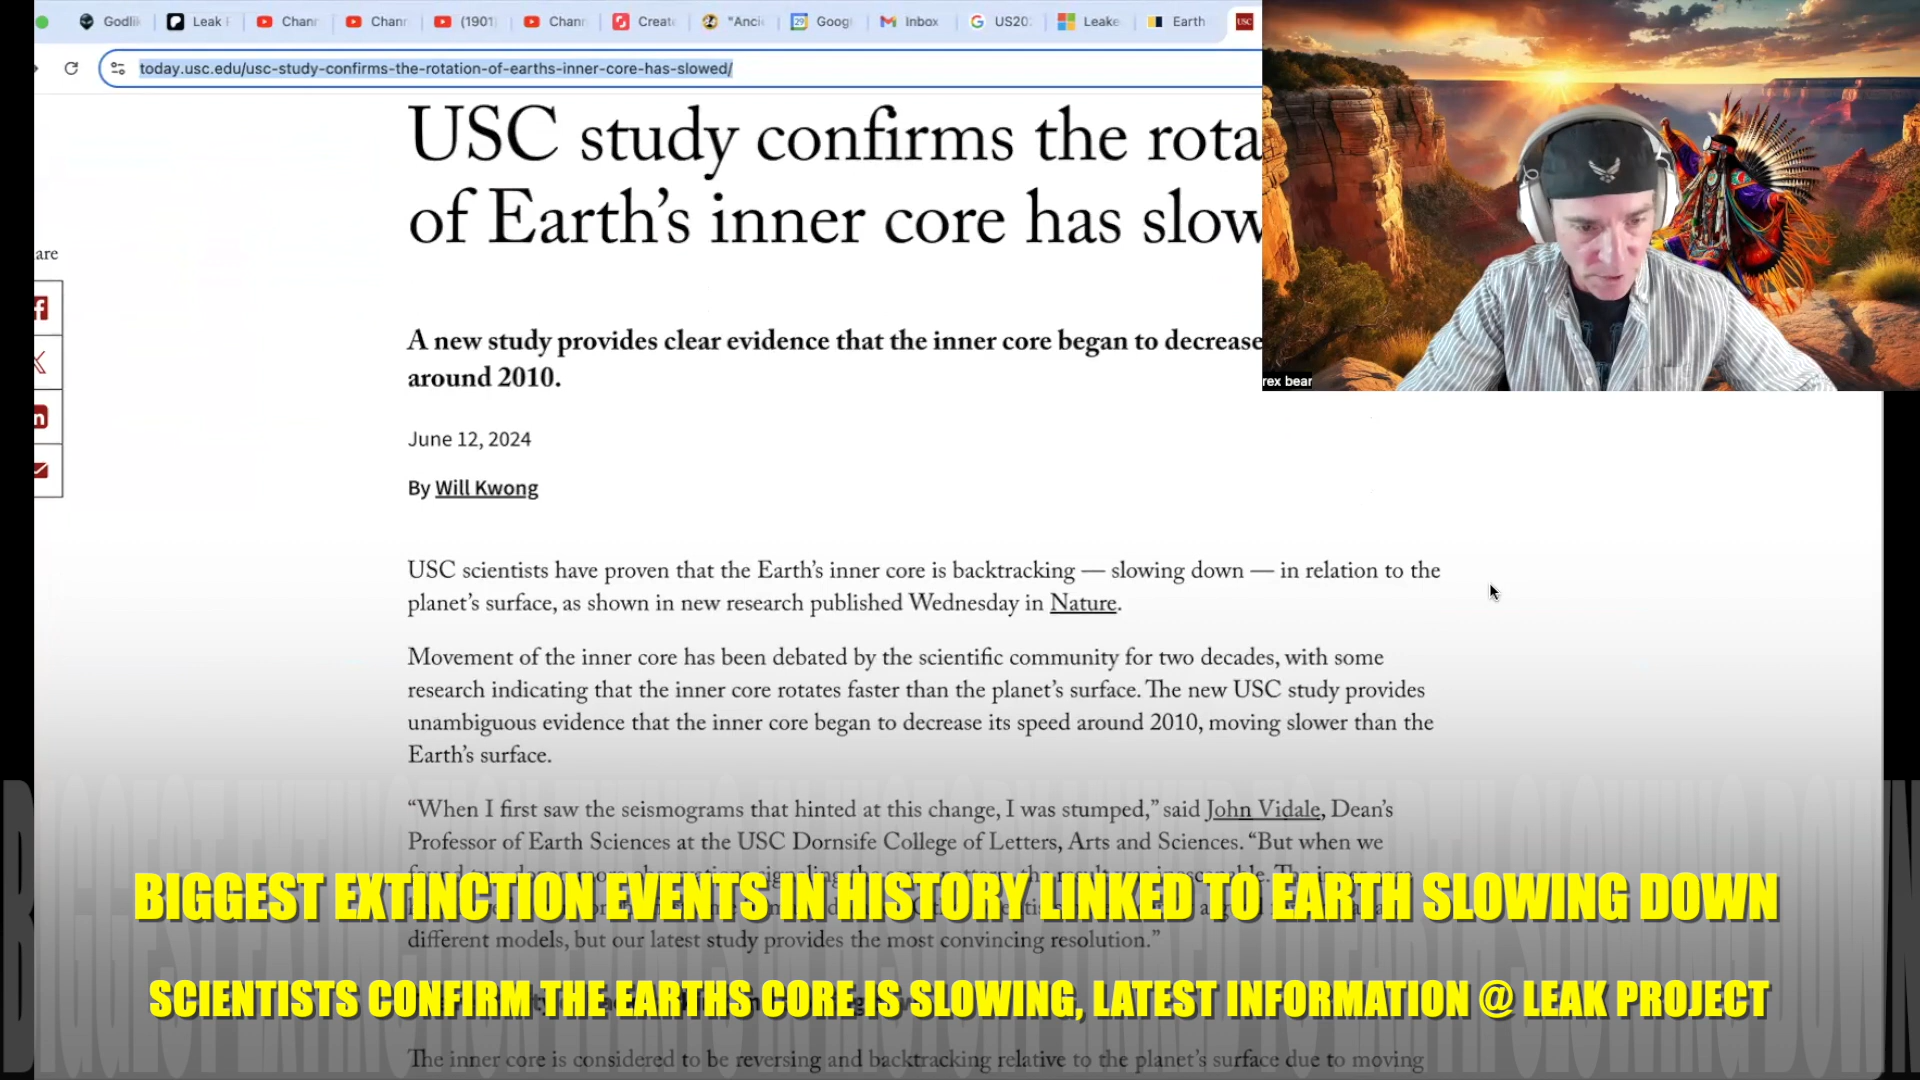 Godlik
Leak P
Chann
Chann
(1901)
Chann
Create
"Ancie
Googl
Inbox
US202
Leake
Earth
USC
today.usc.edu/usc-study-confirms-the-rotation-of-earths-inner-core-has-slowed/
USC study confirms the rota
of Earth's inner core has slow
are
A new study provides clear evidence that the inner core began to decrease
around 2010.
rex bear
June 12, 2024
By Will Kwong
USC scientists have proven that the Earth's inner core is backtracking — slowing down — in relation to the
planet's surface, as shown in new research published Wednesday in Nature.
Movement of the inner core has been debated by the scientific community for two decades, with some
research indicating that the inner core rotates faster than the planet's surface. The new USC study provides
unambiguous evidence that the inner core began to decrease its speed around 2010, moving slower than the
Earth's surface.
“When I first saw the seismograms that hinted at this change, I was stumped,” said John Vidale, Dean's
Professor of Earth Sciences at the USC Dornsife College of Letters, Arts and Sciences. “But when we
BIGGEST EXTINCTION EVENTS IN HISTORY LINKED TO EARTH SLOWING DOWN
different models, but our latest study provides the most convincing resolution.”
SCIENTISTS CONFIRM THE EARTHS CORE IS SLOWING, LATEST INFORMATION @ LEAK PROJECT
The inner core is considered to be reversing and backtracking relative to the planet's surface due to moving